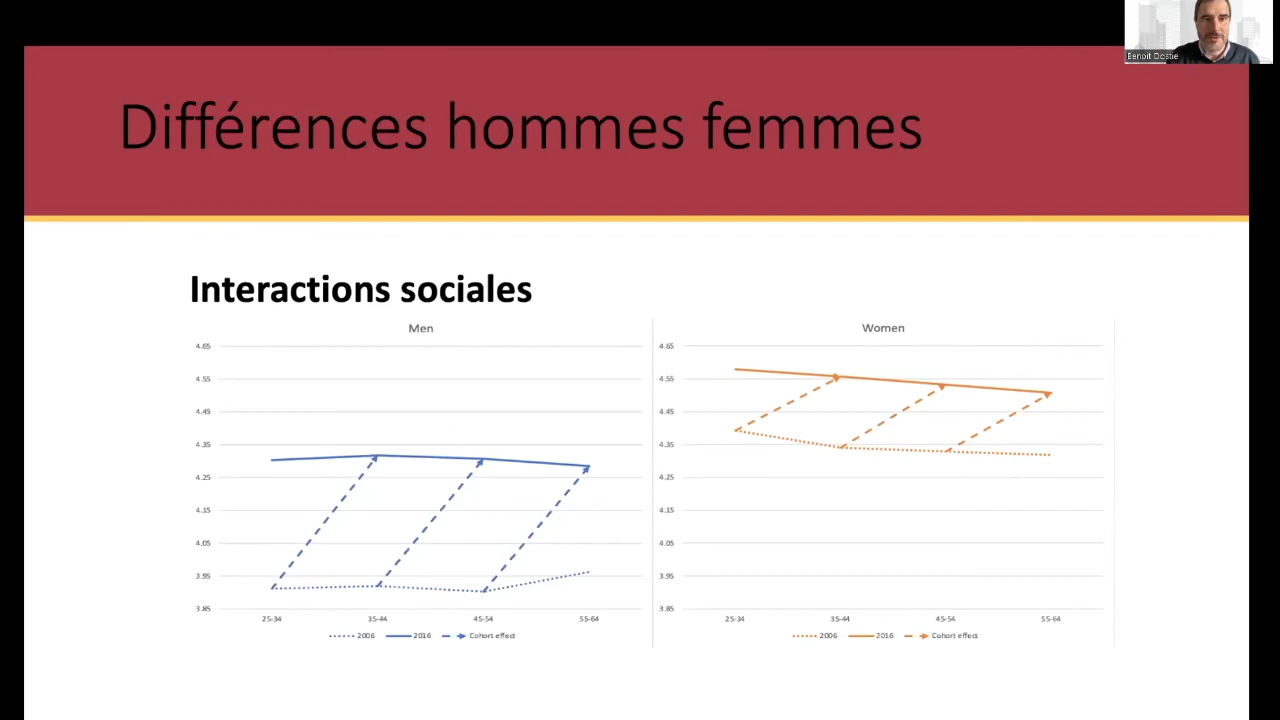 Benoit Dostie
Différences hommes femmes
Interactions sociales
Men
4.65
4.55
4.45
4.35
4.25
4.15
4.05
3.95
3.85
25-34 35-44 45-54 55-64
2006 2016 Cohort effect
Women
4.65
4.55
4.45
4.35
4.25
4.15
4.05
3.95
3.85
25-34 35-44 45-54 55-64
2006 2016 Cohort effect